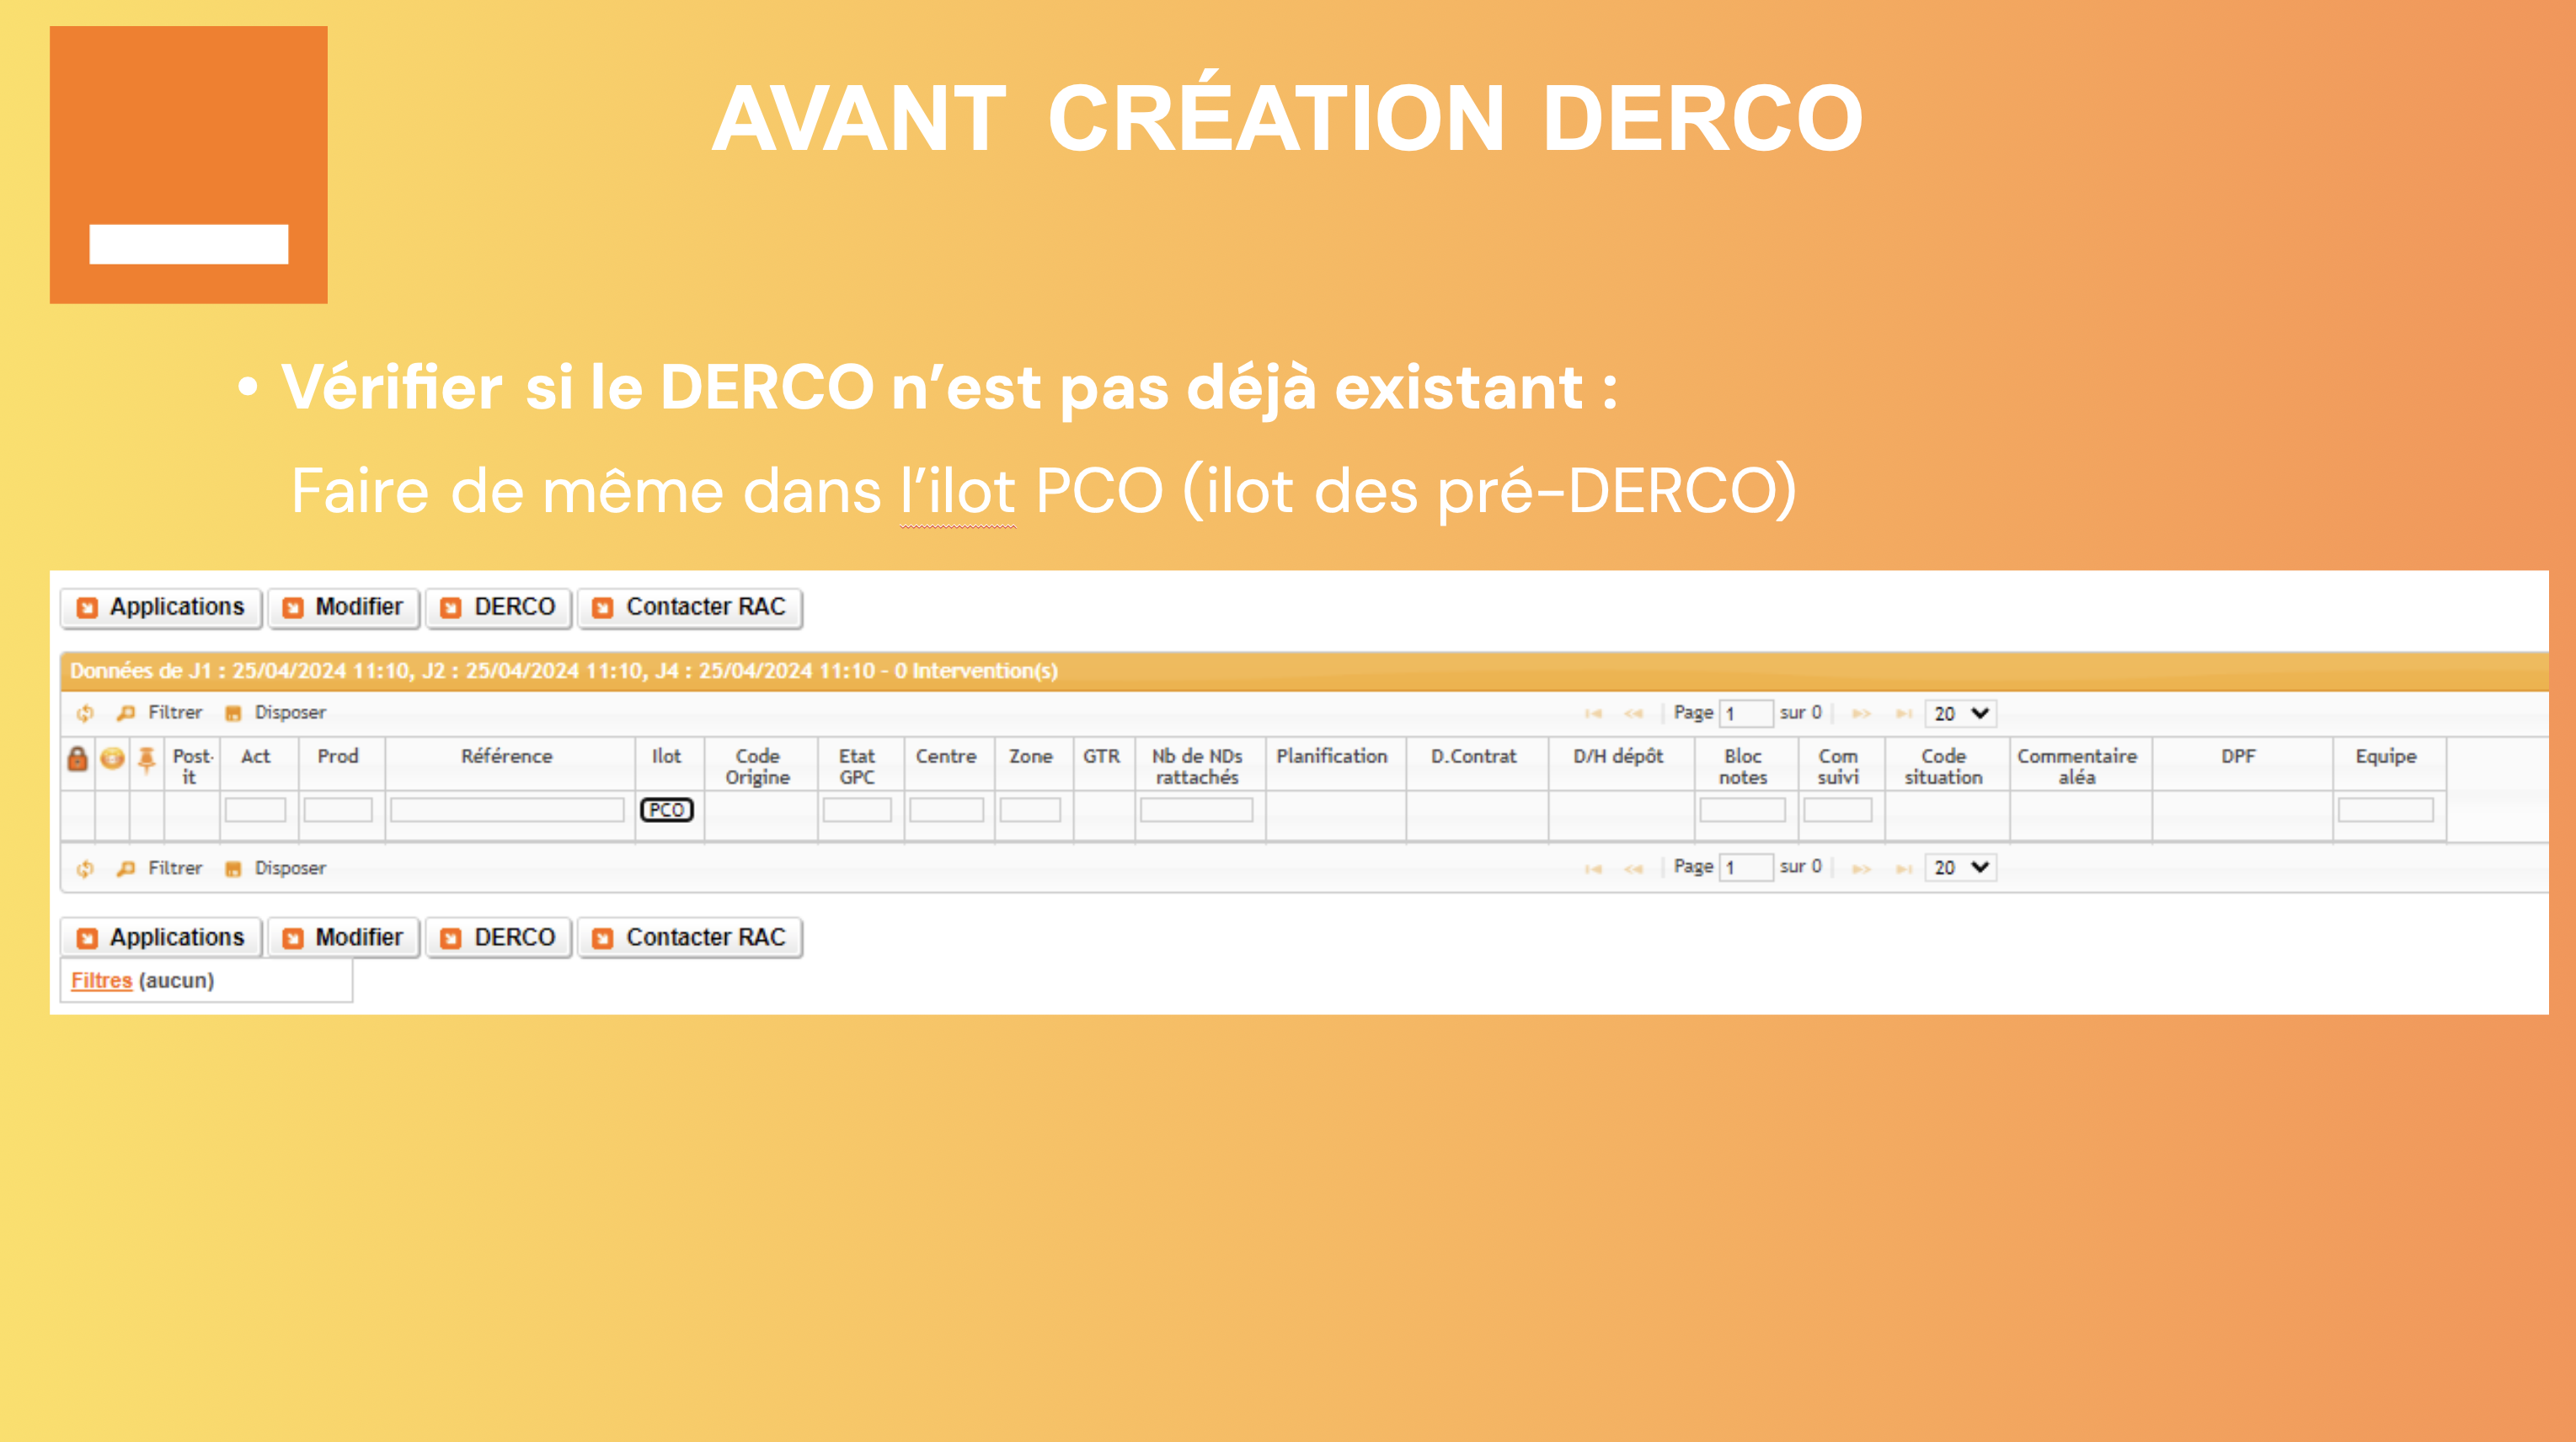 AVANT CRÉATION DERCO
• Vérifier si le DERCO n’est pas déjà existant :
Faire de même dans l’ilot PCO (ilot des pré-DERCO)
Applications Modifier DERCO Contacter RAC
Données de J1 : 25/04/2024 11:10, J2 : 25/04/2024 11:10, J4 : 25/04/2024 11:10 - 0 Intervention(s)
Filtrer Disposer Page 1 sur 0 20
Post- Act Prod Référence Ilot Code Etat Centre Zone GTR Nb de NDs Planification D.Contrat D/H dépôt Bloc Com Code Commentaire DPF Equipe
it Origine GPC rattachés notes suivi situation aléa
PCO
Filtrer Disposer Page 1 sur 0 20
Applications Modifier DERCO Contacter RAC
Filtres (aucun)